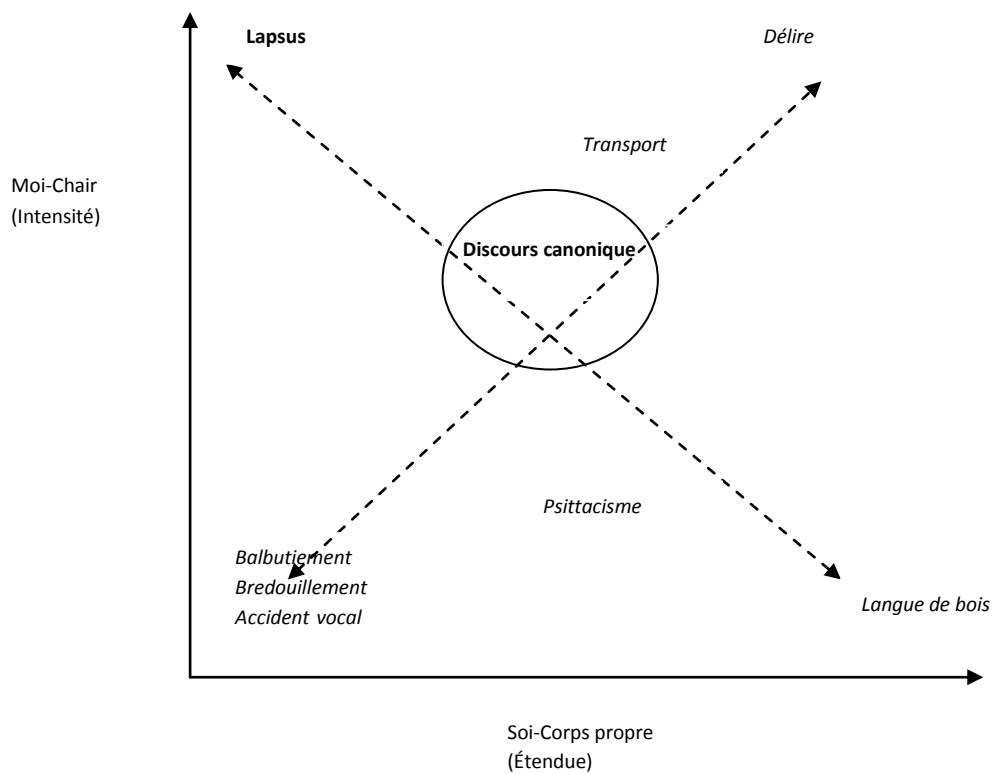 Lapsus
Délire
Transport
Moi-Chair
(Intensité)
Discours canonique
Psittacisme
Balbutiement
Bredouillement
Accident vocal
Langue de bois
Soi-Corps propre
(Étendue)